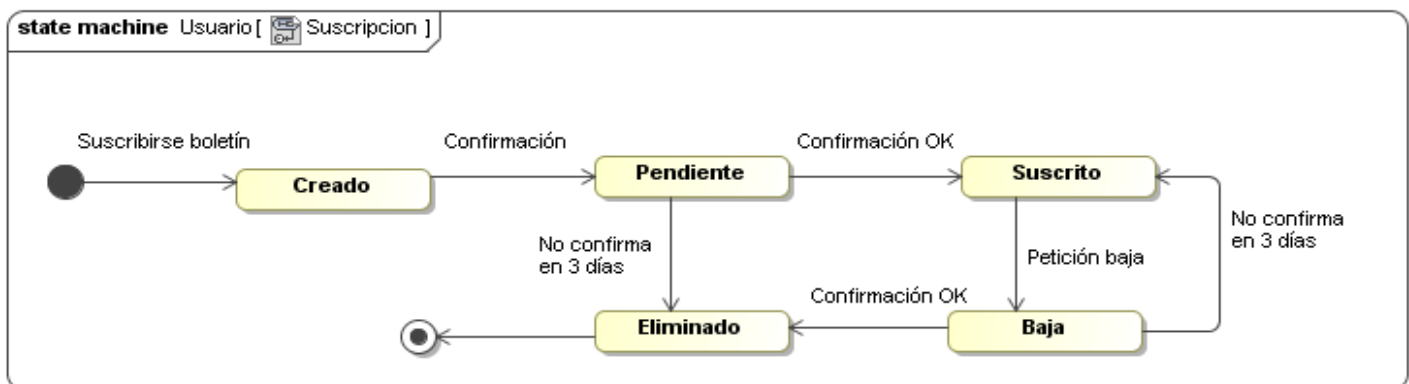 state machine Usuario [ Suscripcion ]
Suscribirse boletín
Confirmación
Confirmación OK
Creado
Pendiente
Suscrito
No confirma
en 3 días
Petición baja
No confirma
en 3 días
Confirmación OK
Eliminado
Baja